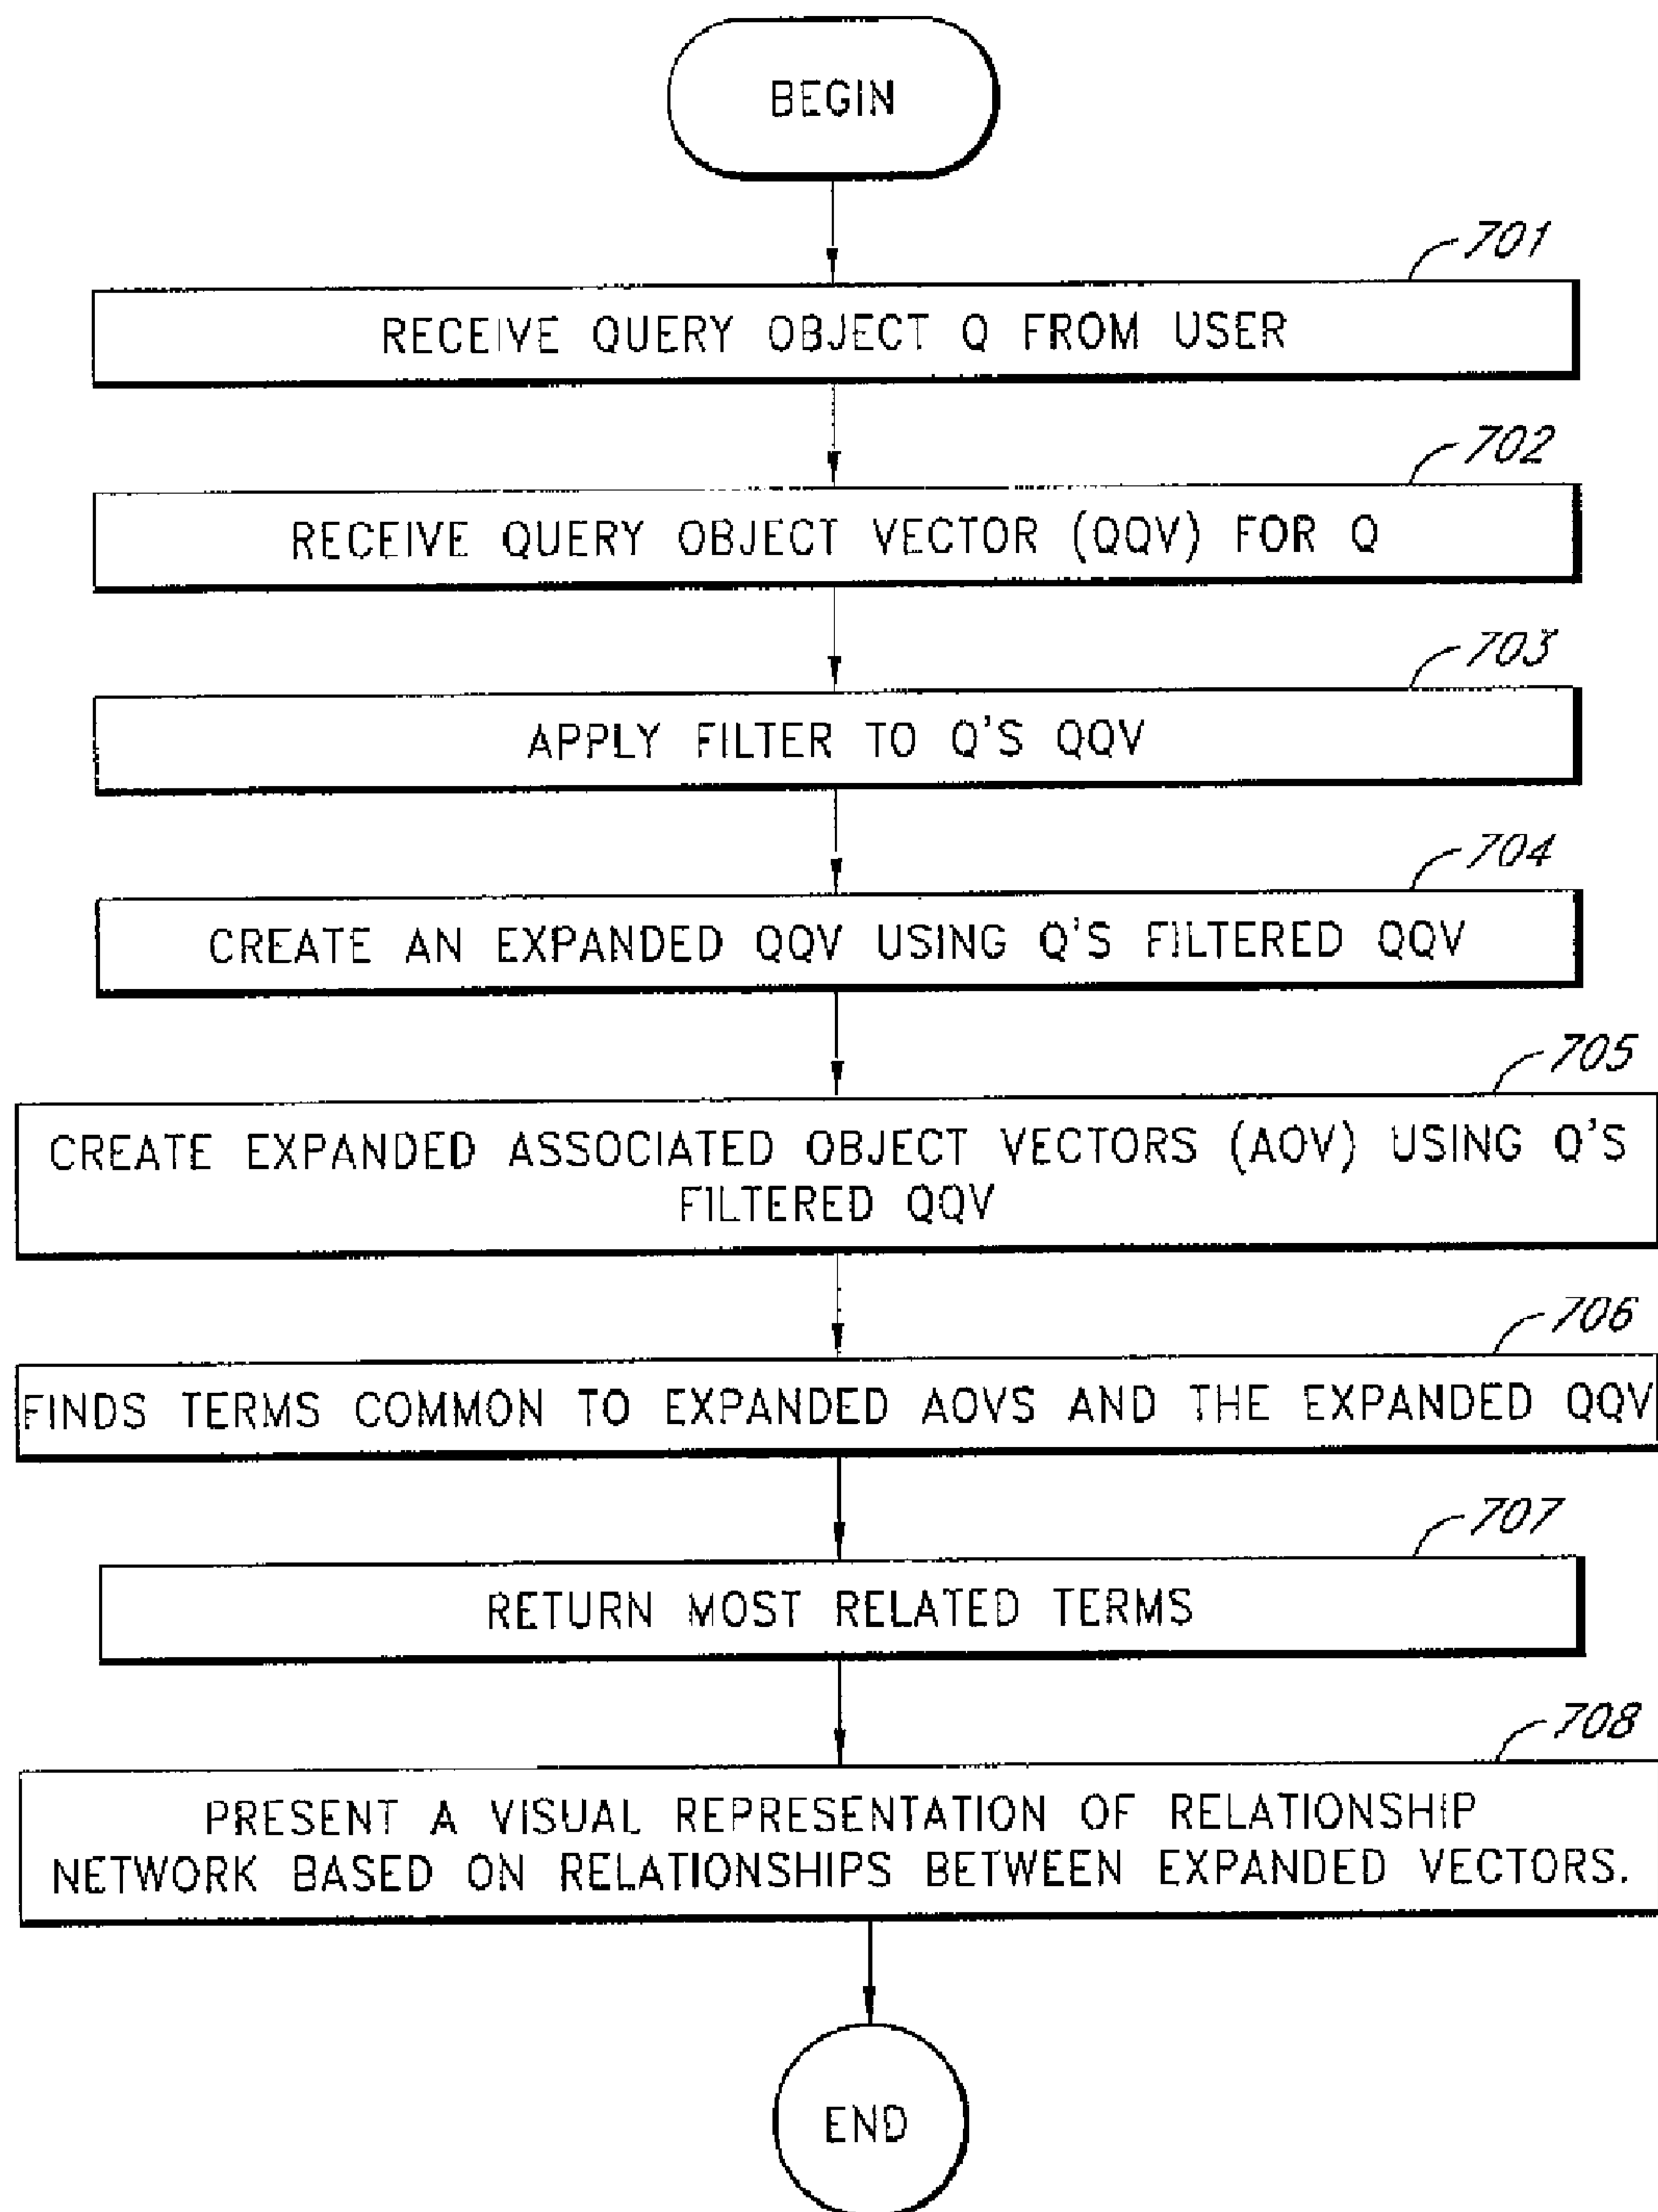 BEGIN
701
RECEIVE QUERY OBJECT Q FROM USER
702
RECEIVE QUERY OBJECT VECTOR (QQV) FOR Q
703
APPLY FILTER TO Q'S QQV
704
CREATE AN EXPANDED QQV USING Q'S FILTERED QQV
705
CREATE EXPANDED ASSOCIATED OBJECT VECTORS (AOV) USING Q'S
FILTERED QQV
706
FINDS TERMS COMMON TO EXPANDED AOVS AND THE EXPANDED QQV
707
RETURN MOST RELATED TERMS
708
PRESENT A VISUAL REPRESENTATION OF RELATIONSHIP
NETWORK BASED ON RELATIONSHIPS BETWEEN EXPANDED VECTORS.
END